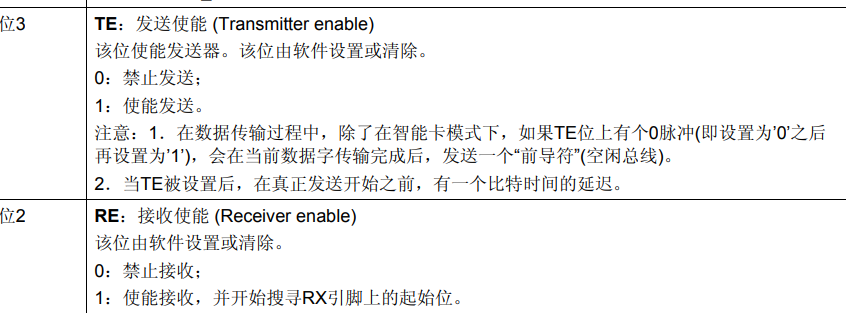 位3
TE：发送使能 (Transmitter enable)
该位使能发送器。该位由软件设置或清除。
0：禁止发送；
1：使能发送。
注意：1．在数据传输过程中，除了在智能卡模式下，如果TE位上有个0脉冲(即设置为’0’之后
再设置为’1’)，会在当前数据字传输完成后，发送一个“前导符”(空闲总线)。
2．当TE被设置后，在真正发送开始之前，有一个比特时间的延迟。
位2
RE：接收使能 (Receiver enable)
该位由软件设置或清除。
0：禁止接收；
1：使能接收，并开始搜寻RX引脚上的起始位。